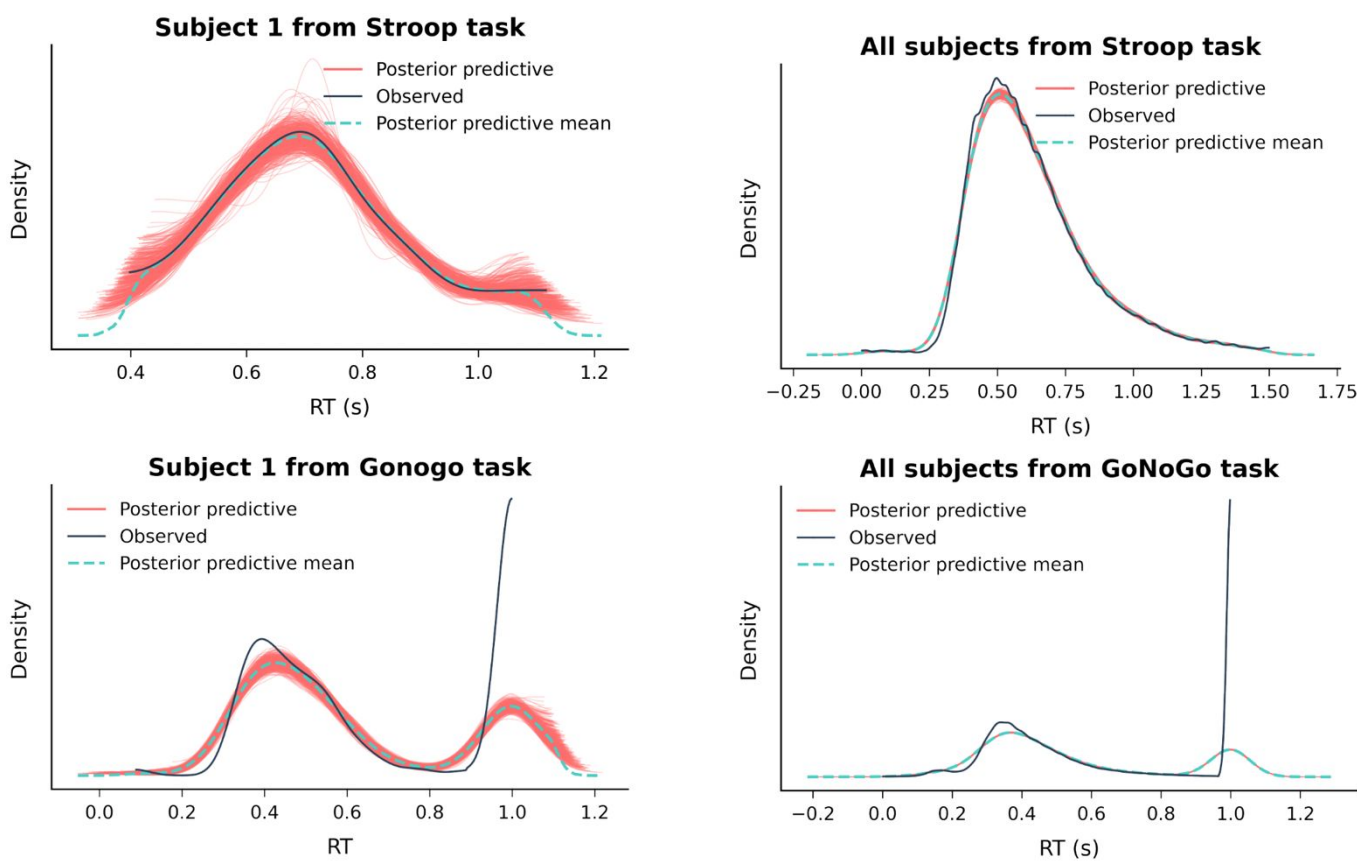 Subject 1 from Stroop task
Posterior predictive
Observed
Posterior predictive mean
Density
0.4 0.6 0.8 1.0 1.2
RT (s)
All subjects from Stroop task
Posterior predictive
Observed
Posterior predictive mean
Density
−0.25 0.00 0.25 0.50 0.75 1.00 1.25 1.50 1.75
RT (s)
Subject 1 from Gonogo task
Posterior predictive
Observed
Posterior predictive mean
Density
0.0 0.2 0.4 0.6 0.8 1.0 1.2
RT
All subjects from GoNoGo task
Posterior predictive
Observed
Posterior predictive mean
Density
−0.2 0.0 0.2 0.4 0.6 0.8 1.0 1.2
RT (s)